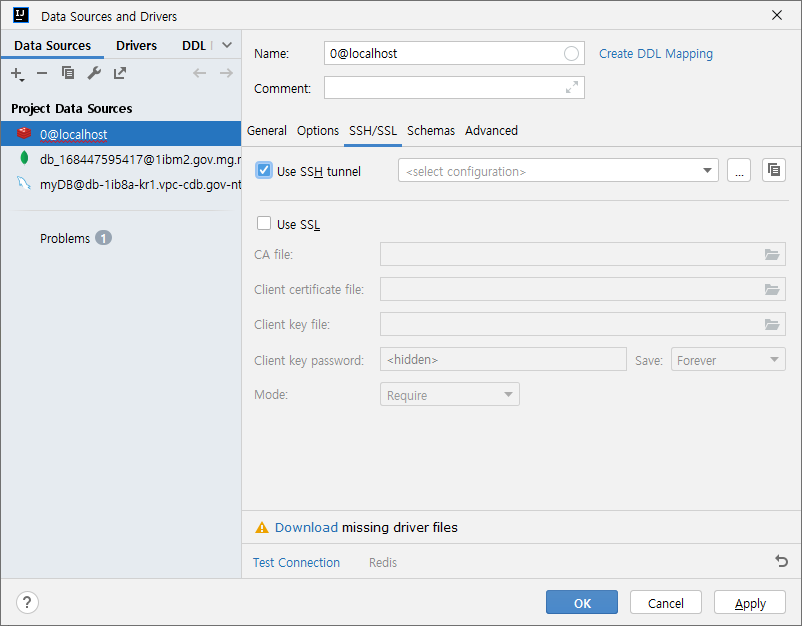 IJ
Data Sources and Drivers
Data Sources Drivers DDL
Project Data Sources
0@localhost
db_168447595417@1ibm2.gov.mg.r
myDB@db-1ib8a-kr1.vpc-cdb.gov-nt
Problems 1
Name: 0@localhost Create DDL Mapping
Comment:
General Options SSH/SSL Schemas Advanced
Use SSH tunnel <select configuration> ...
Use SSL
CA file:
Client certificate file:
Client key file:
Client key password: <hidden> Save: Forever
Mode: Require
Download missing driver files
Test Connection Redis
? OK Cancel Apply